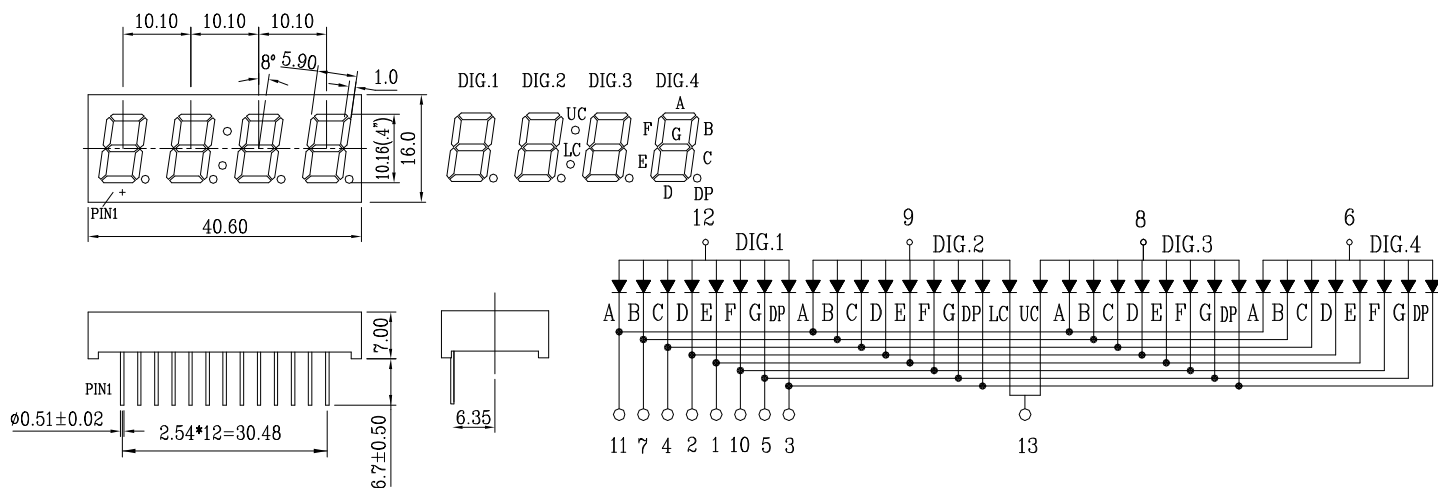 10.10 10.10 10.10
8° 5.90
1.0
10.16(.4")
16.0
PIN1
40.60
DIG.1 DIG.2 DIG.3 DIG.4
UC
LC
A
F G B
E C
D DP
12 9 8 6
DIG.1 DIG.2 DIG.3 DIG.4
A B C D E F G DP A B C D E F G DP LC UC A B C D E F G DP A B C D E F G DP
11 7 4 2 1 10 5 3 13
7.00
PIN1
ø0.51±0.02
2.54*12=30.48
6.7±0.50
6.35